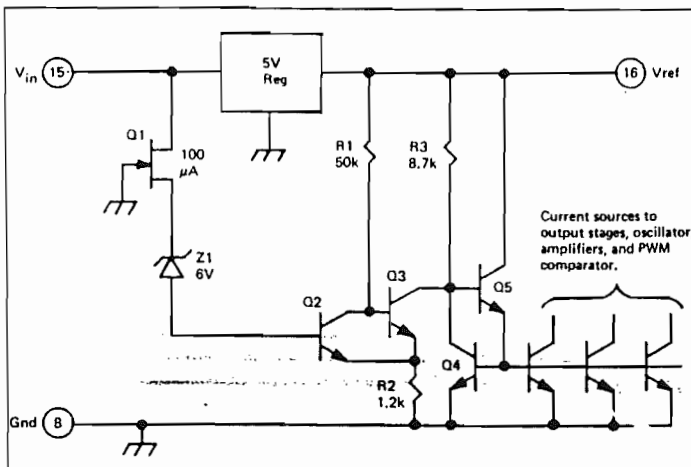 5V
Reg
Vin 15
16 Vref
Q1
100
μA
R1
50k
R3
8.7k
Current sources to
output stages, oscillator
amplifiers, and PWM
comparator.
Z1
6V
Q2
Q3
Q5
Q4
R2
1.2k
Gnd 8